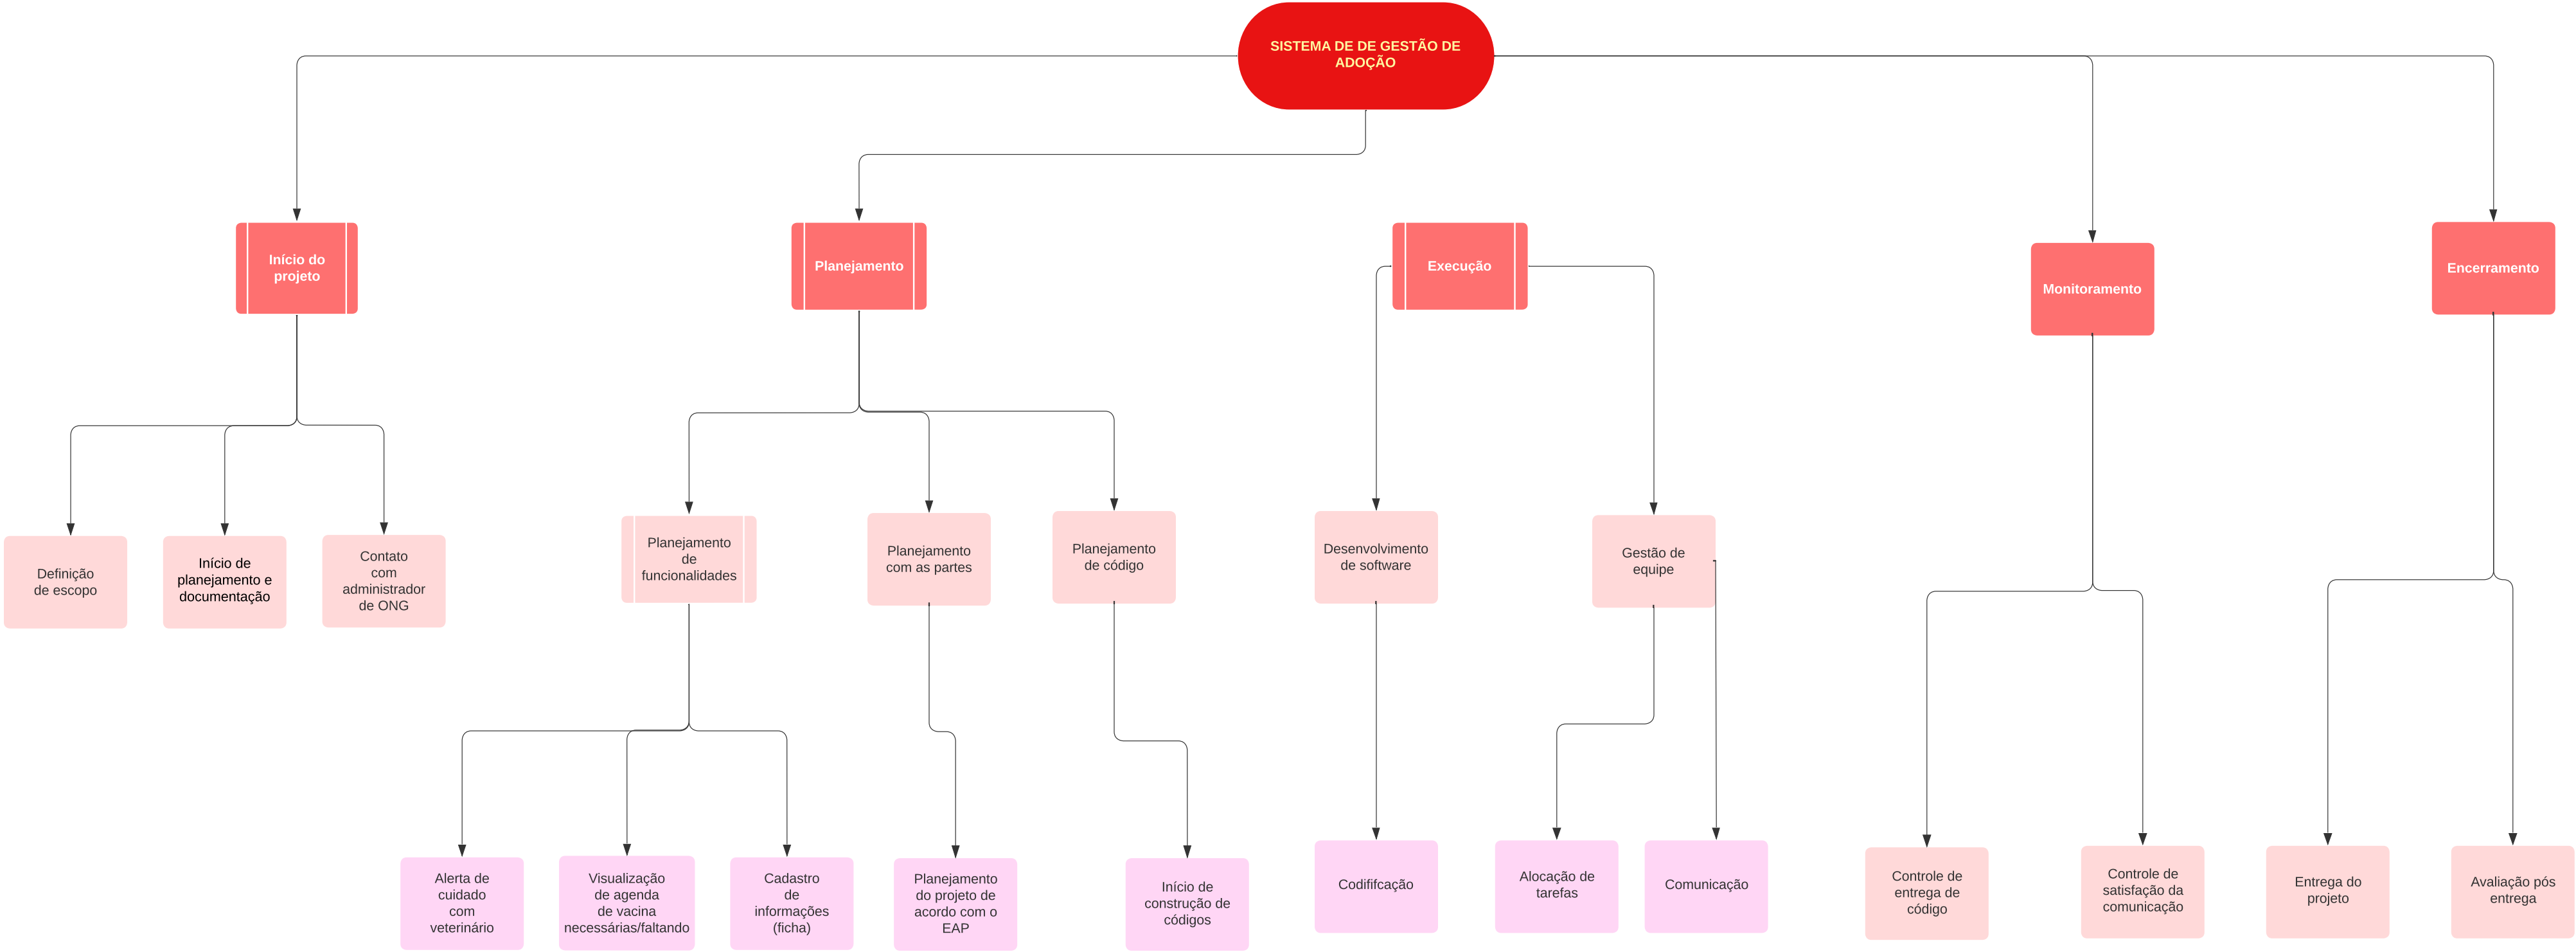 SISTEMA DE DE GESTÃO DE
ADOÇÃO
Início do
projeto
Planejamento
Execução
Monitoramento
Encerramento
Definição
de escopo
Início de
planejamento e
documentação
Contato
com
administrador
de ONG
Planejamento
de
funcionalidades
Planejamento
com as partes
Planejamento
de código
Desenvolvimento
de software
Gestão de
equipe
Alerta de
cuidado
com
veterinário
Visualização
de agenda
de vacina
necessárias/faltando
Cadastro
de
informações
(ficha)
Planejamento
do projeto de
acordo com o
EAP
Início de
construção de
códigos
Codififcação
Alocação de
tarefas
Comunicação
Controle de
entrega de
código
Controle de
satisfação da
comunicação
Entrega do
projeto
Avaliação pós
entrega